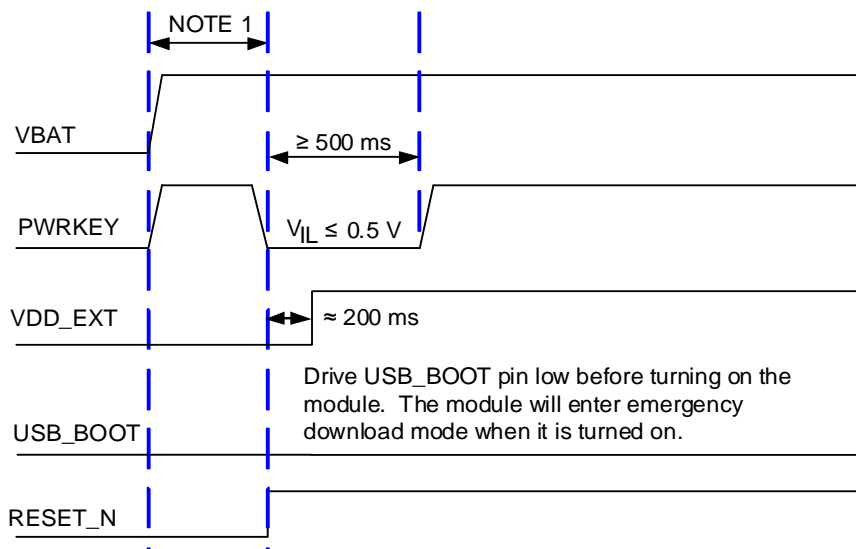 NOTE 1
VBAT
≥ 500 ms
PWRKEY
VIL ≤ 0.5 V
VDD_EXT
≈ 200 ms
Drive USB_BOOT pin low before turning on the
module. The module will enter emergency
download mode when it is turned on.
USB_BOOT
RESET_N